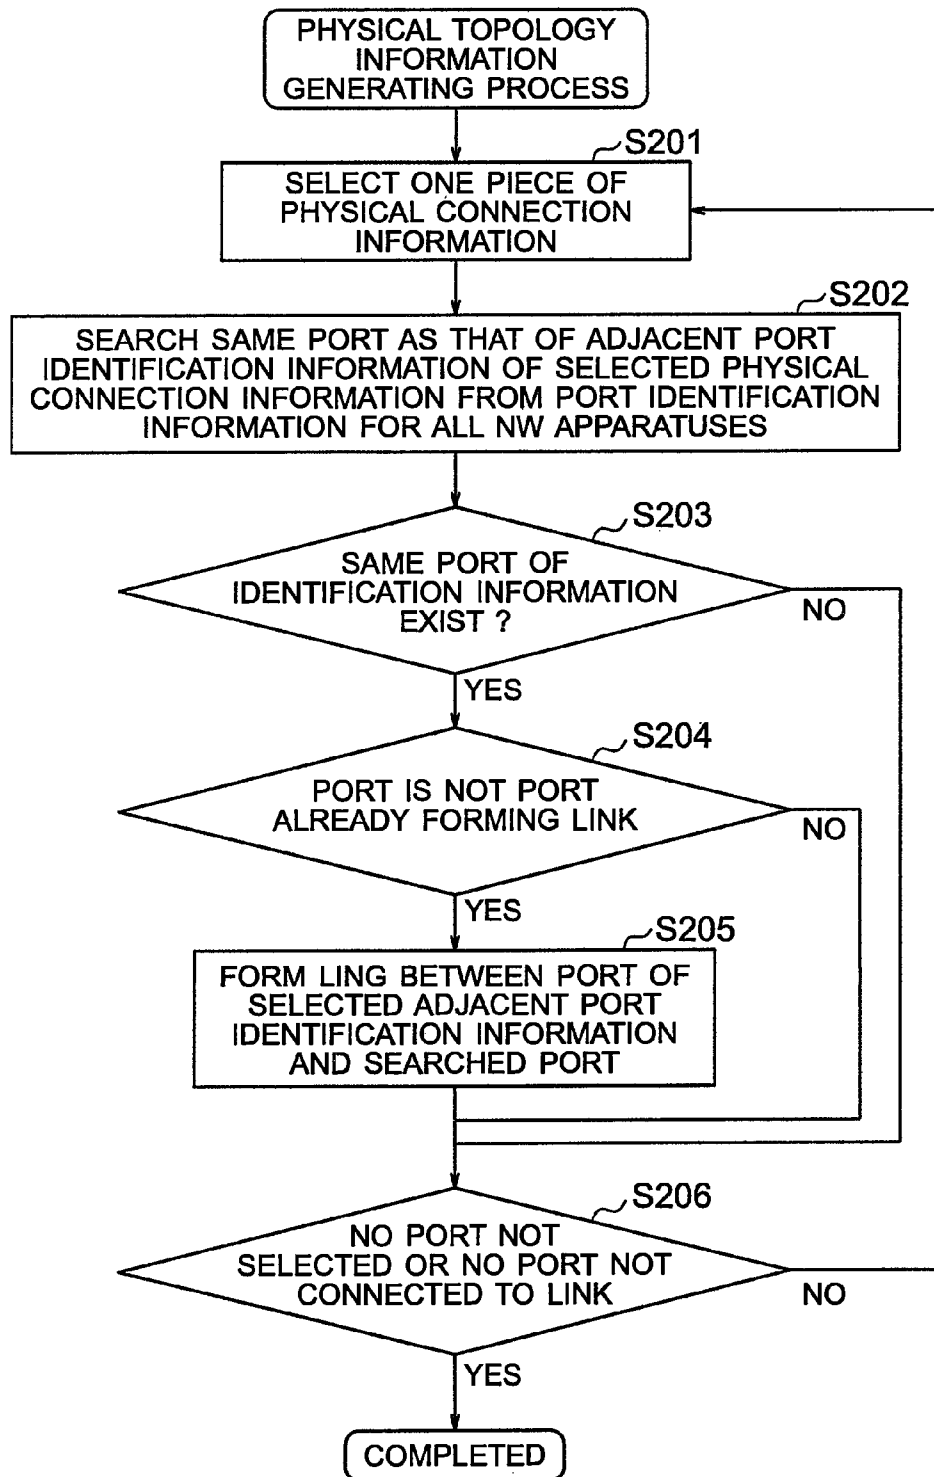 PHYSICAL TOPOLOGY
INFORMATION
GENERATING PROCESS
S201
SELECT ONE PIECE OF
PHYSICAL CONNECTION
INFORMATION
S202
SEARCH SAME PORT AS THAT OF ADJACENT PORT
IDENTIFICATION INFORMATION OF SELECTED PHYSICAL
CONNECTION INFORMATION FROM PORT IDENTIFICATION
INFORMATION FOR ALL NW APPARATUSES
S203
SAME PORT OF
IDENTIFICATION INFORMATION
EXIST ?
NO
YES
S204
PORT IS NOT PORT
ALREADY FORMING LINK
NO
YES
S205
FORM LING BETWEEN PORT OF
SELECTED ADJACENT PORT
IDENTIFICATION INFORMATION
AND SEARCHED PORT
S206
NO PORT NOT
SELECTED OR NO PORT NOT
CONNECTED TO LINK
NO
YES
COMPLETED